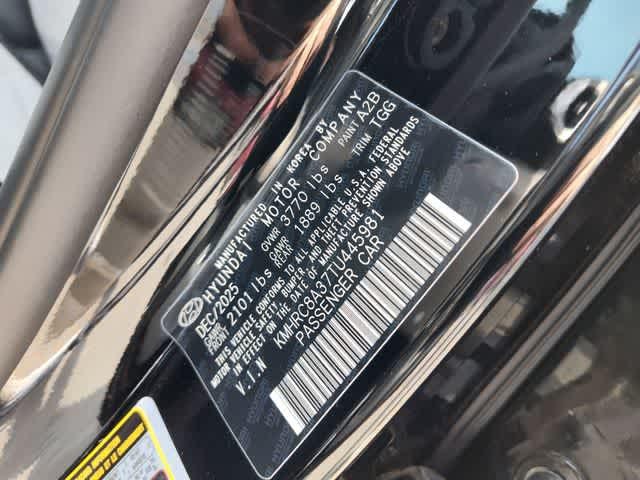 MANUFACTURED IN KOREA BY
HYUNDAI MOTOR COMPANY
DEC/2025 GVWR 3770 lbs PAINT A2B
GAWR FRONT 2101 lbs GAWR REAR 1889 lbs TRIM TGG
THIS VEHICLE CONFORMS TO ALL APPLICABLE U.S.A FEDERAL
MOTOR VEHICLE SAFETY, BUMPER, AND THEFT PREVENTION STANDARDS
IN EFFECT ON THE DATE OF MANUFACTURE SHOWN ABOVE
V.I.N KMHRC8A37TU445981
PASSENGER CAR